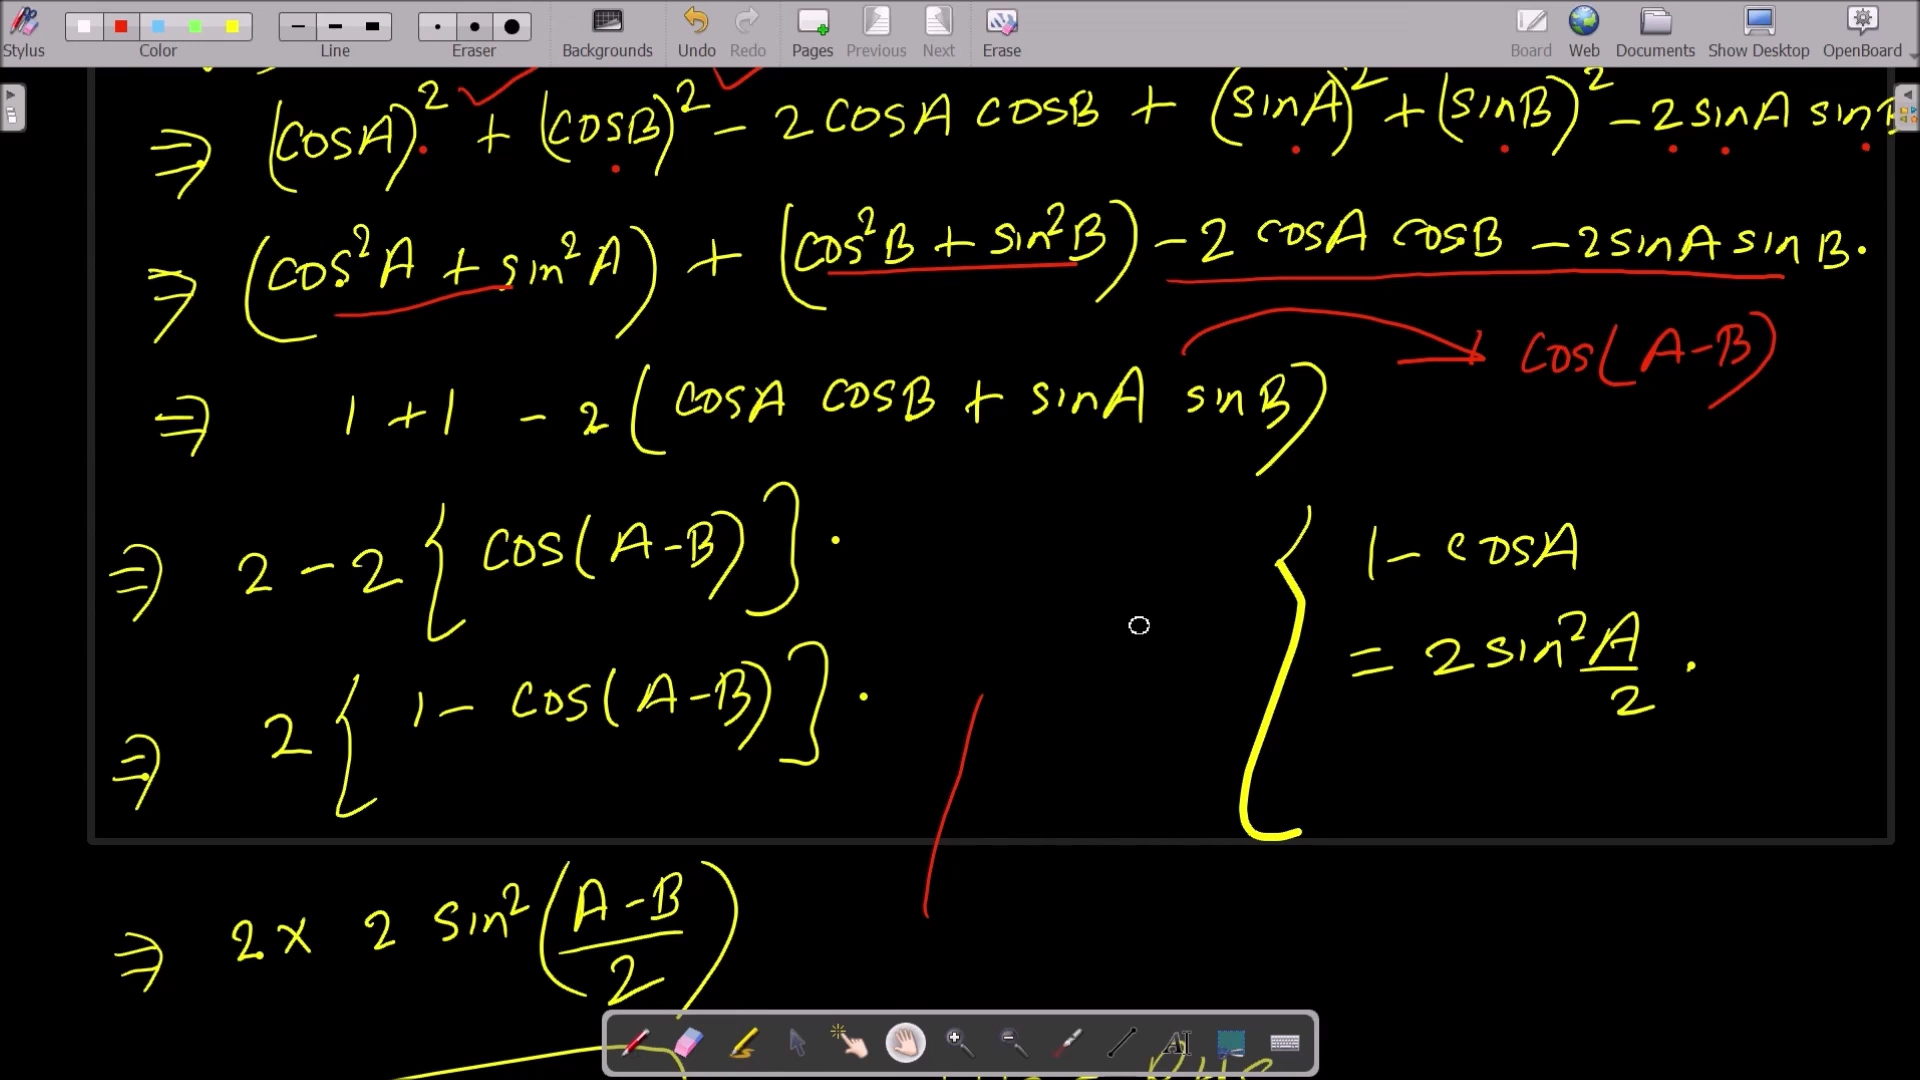 Stylus Color Line Eraser Backgrounds Undo Redo Pages Previous Next Erase Board Web Documents Show Desktop OpenBoard
⇒ (cosA)² + (cosB)² - 2 cosA cosB + (sinA)² + (sinB)² - 2 sinA sinB
⇒ (cos²A + sin²A) + (cos²B + sin²B) - 2 cosA cosB - 2 sinA sin B.
→ cos(A-B)
⇒ 1 + 1 - 2 (cosA cosB + sinA sinB)
⇒ 2 - 2 { cos(A-B) }.
⇒ 2 { 1 - cos(A-B) }.
{ 1 - cosA
= 2 sin² A/2 .
⇒ 2 × 2 sin² (A-B/2)